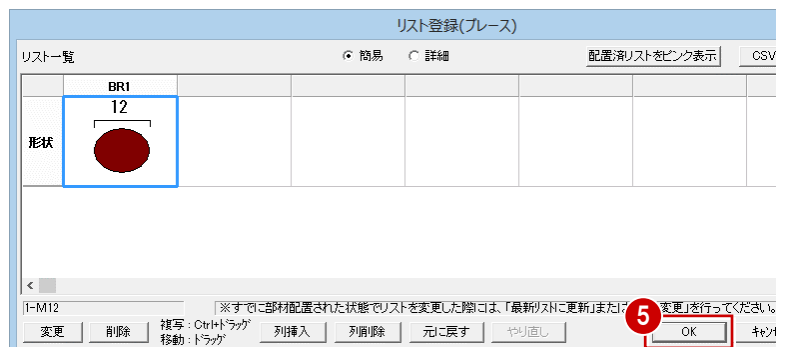 リスト登録(ブレース)
リスト一覧 簡易 詳細 配置済リストをピンク表示 CSV
BR1
12
形状
1-M12 ※すでに部材配置された状態でリストを変更した際には、「最新リストに更新」または 変更」を行ってください。
5
変更 削除 複写:Ctrl+ドラッグ 列挿入 列削除 元に戻す やり直し OK キャンセ
移動:ドラッグ